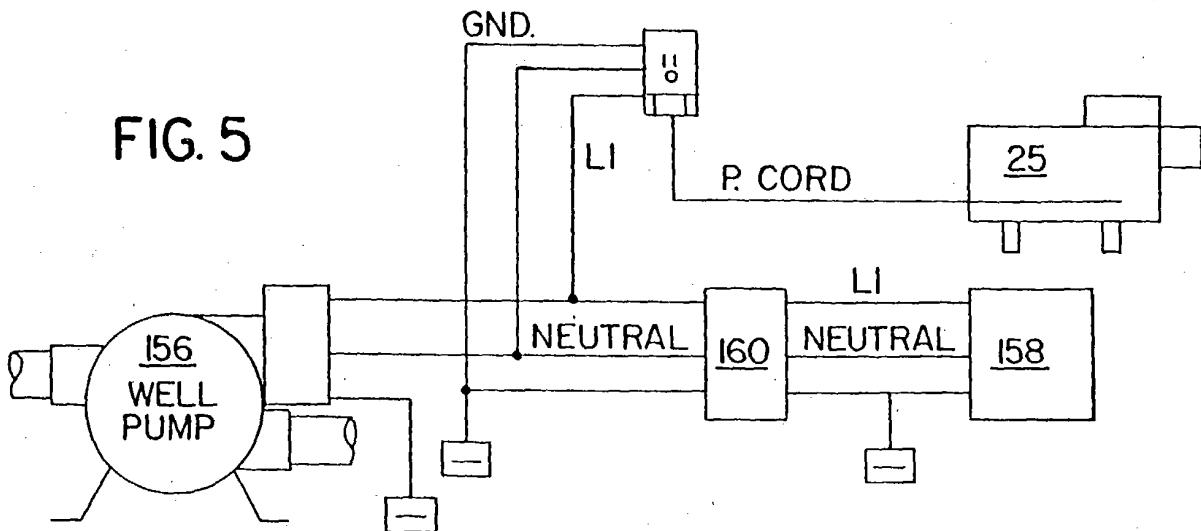 GND.
FIG. 5
L1
P. CORD
25
L1
156
WELL
PUMP
NEUTRAL
160
NEUTRAL
158